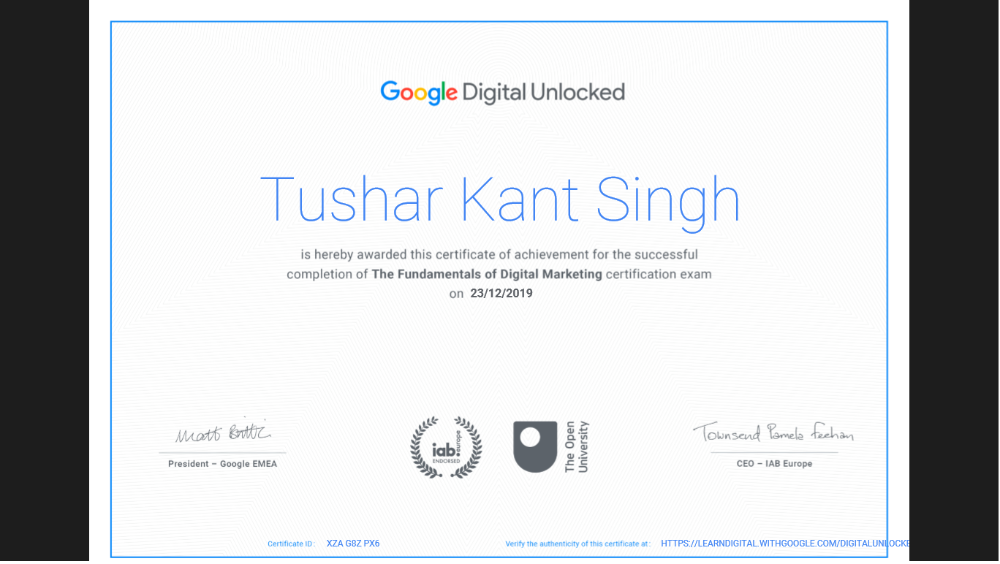 Google Digital Unlocked
Tushar Kant Singh
is hereby awarded this certificate of achievement for the successful
completion of The Fundamentals of Digital Marketing certification exam
on 23/12/2019
Matt Brittin
President – Google EMEA
iab.europe
ENDORSED
The Open
University
Townsend Pamela Feehan
CEO – IAB Europe
Certificate ID : XZA G8Z PX6
Verify the authenticity of this certificate at : HTTPS://LEARNDIGITAL.WITHGOOGLE.COM/DIGITALUNLOCKE